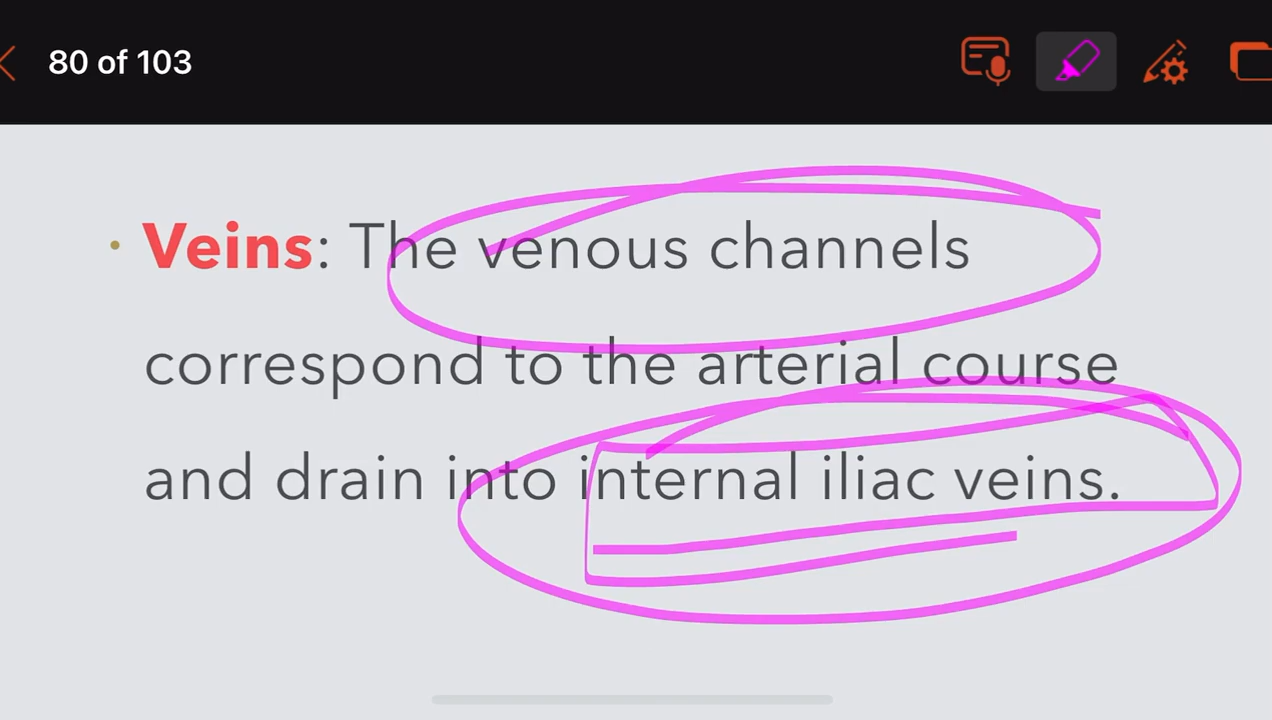 80 of 103
• Veins: The venous channels
correspond to the arterial course
and drain into internal iliac veins.